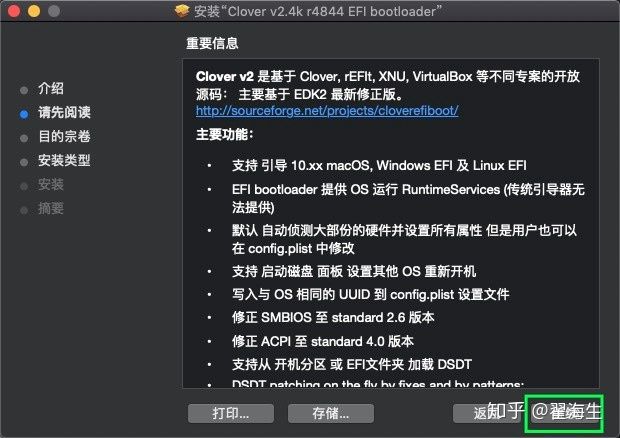 安装“Clover v2.4k r4844 EFI bootloader”
重要信息
介绍
请先阅读
目的宗卷
安装类型
安装
摘要
Clover v2 是基于 Clover, rEFIt, XNU, VirtualBox 等不同专案的开放
源码： 主要基于 EDK2 最新修正版。
http://sourceforge.net/projects/cloverefiboot/
主要功能：
• 支持 引导 10.xx macOS, Windows EFI 及 Linux EFI
• EFI bootloader 提供 OS 运行 RuntimeServices (传统引导器无
法提供)
• 默认 自动侦测大部份的硬件并设置所有属性 但是用户也可以
在 config.plist 中修改
• 支持 启动磁盘 面板 设置其他 OS 重新开机
• 写入与 OS 相同的 UUID 到 config.plist 设置文件
• 修正 SMBIOS 至 standard 2.6 版本
• 修正 ACPI 至 standard 4.0 版本
• 支持从 开机分区 或 EFI文件夹 加载 DSDT
• DSDT patching on the fly by fixes and by patterns:
打印...
存储...
返回
知乎 @翟海生